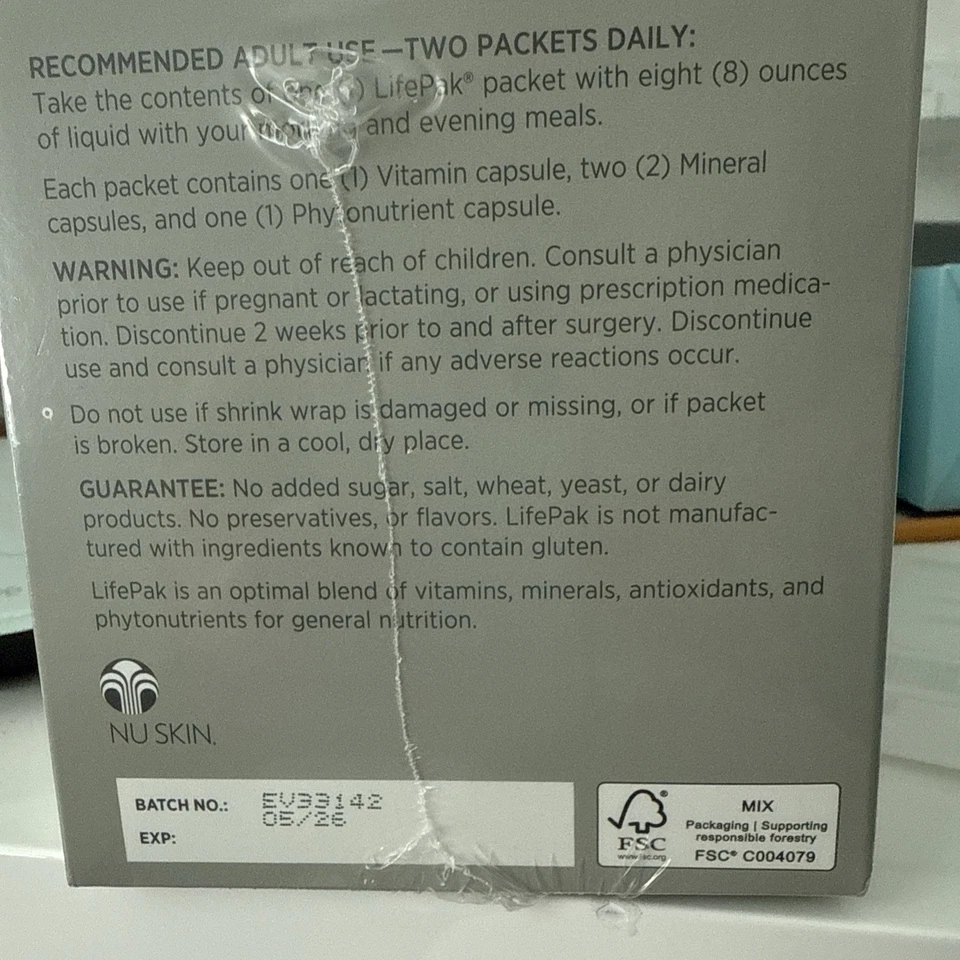 RECOMMENDED ADULT USE—TWO PACKETS DAILY:
Take the contents of one (1) LifePak® packet with eight (8) ounces
of liquid with your morning and evening meals.
Each packet contains one (1) Vitamin capsule, two (2) Mineral
capsules, and one (1) Phytonutrient capsule.
WARNING: Keep out of reach of children. Consult a physician
prior to use if pregnant or lactating, or using prescription medica-
tion. Discontinue 2 weeks prior to and after surgery. Discontinue
use and consult a physician if any adverse reactions occur.
Do not use if shrink wrap is damaged or missing, or if packet
is broken. Store in a cool, dry place.
GUARANTEE: No added sugar, salt, wheat, yeast, or dairy
products. No preservatives, or flavors. LifePak is not manufac-
tured with ingredients known to contain gluten.
LifePak is an optimal blend of vitamins, minerals, antioxidants, and
phytonutrients for general nutrition.
NU SKIN.
BATCH NO.: EV33142
05/26
EXP:
FSC®
www.fsc.org
MIX
Packaging | Supporting
responsible forestry
FSC® C004079